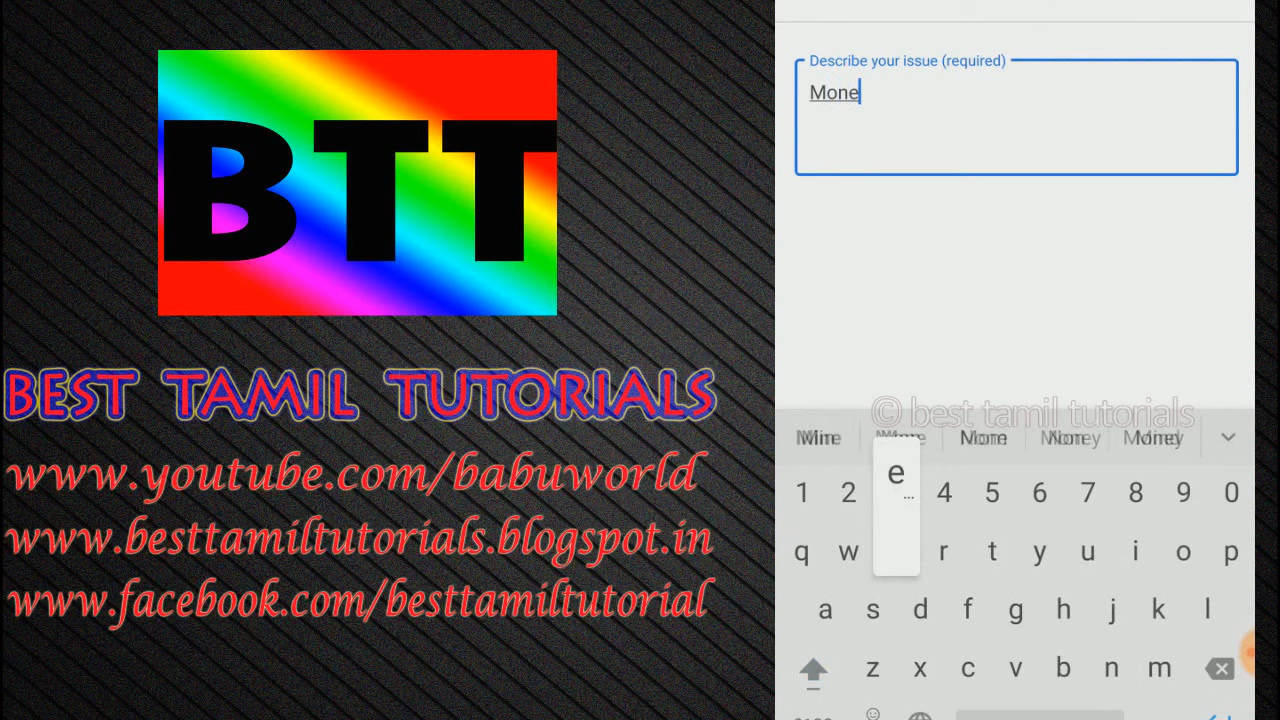 BTT
BEST TAMIL TUTORIALS
www.youtube.com/babuworld
www.besttamiltutorials.blogspot.in
www.facebook.com/besttamiltutorial
Describe your issue (required)
Mone
© best tamil tutorials
e
...
1 2 4 5 6 7 8 9 0
q w r t y u i o p
a s d f g h j k l
z x c v b n m